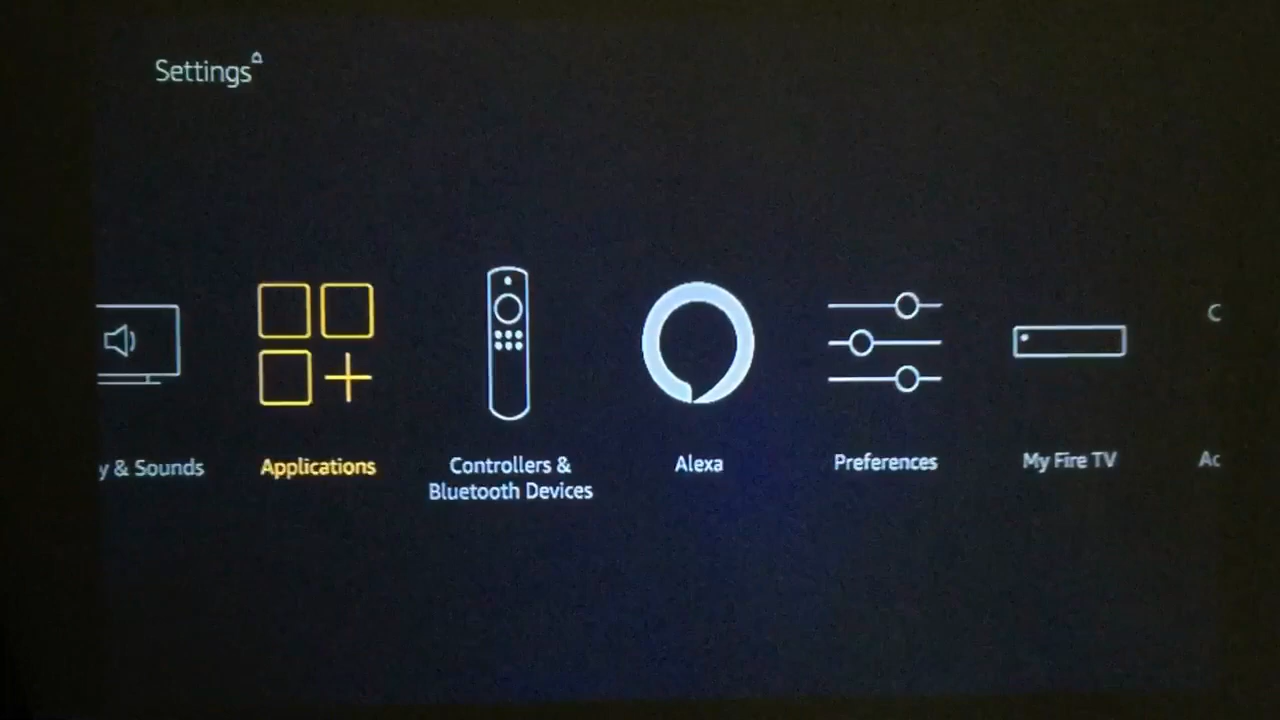 Settings
y & Sounds
Applications
Controllers &
Bluetooth Devices
Alexa
Preferences
My Fire TV
Ac